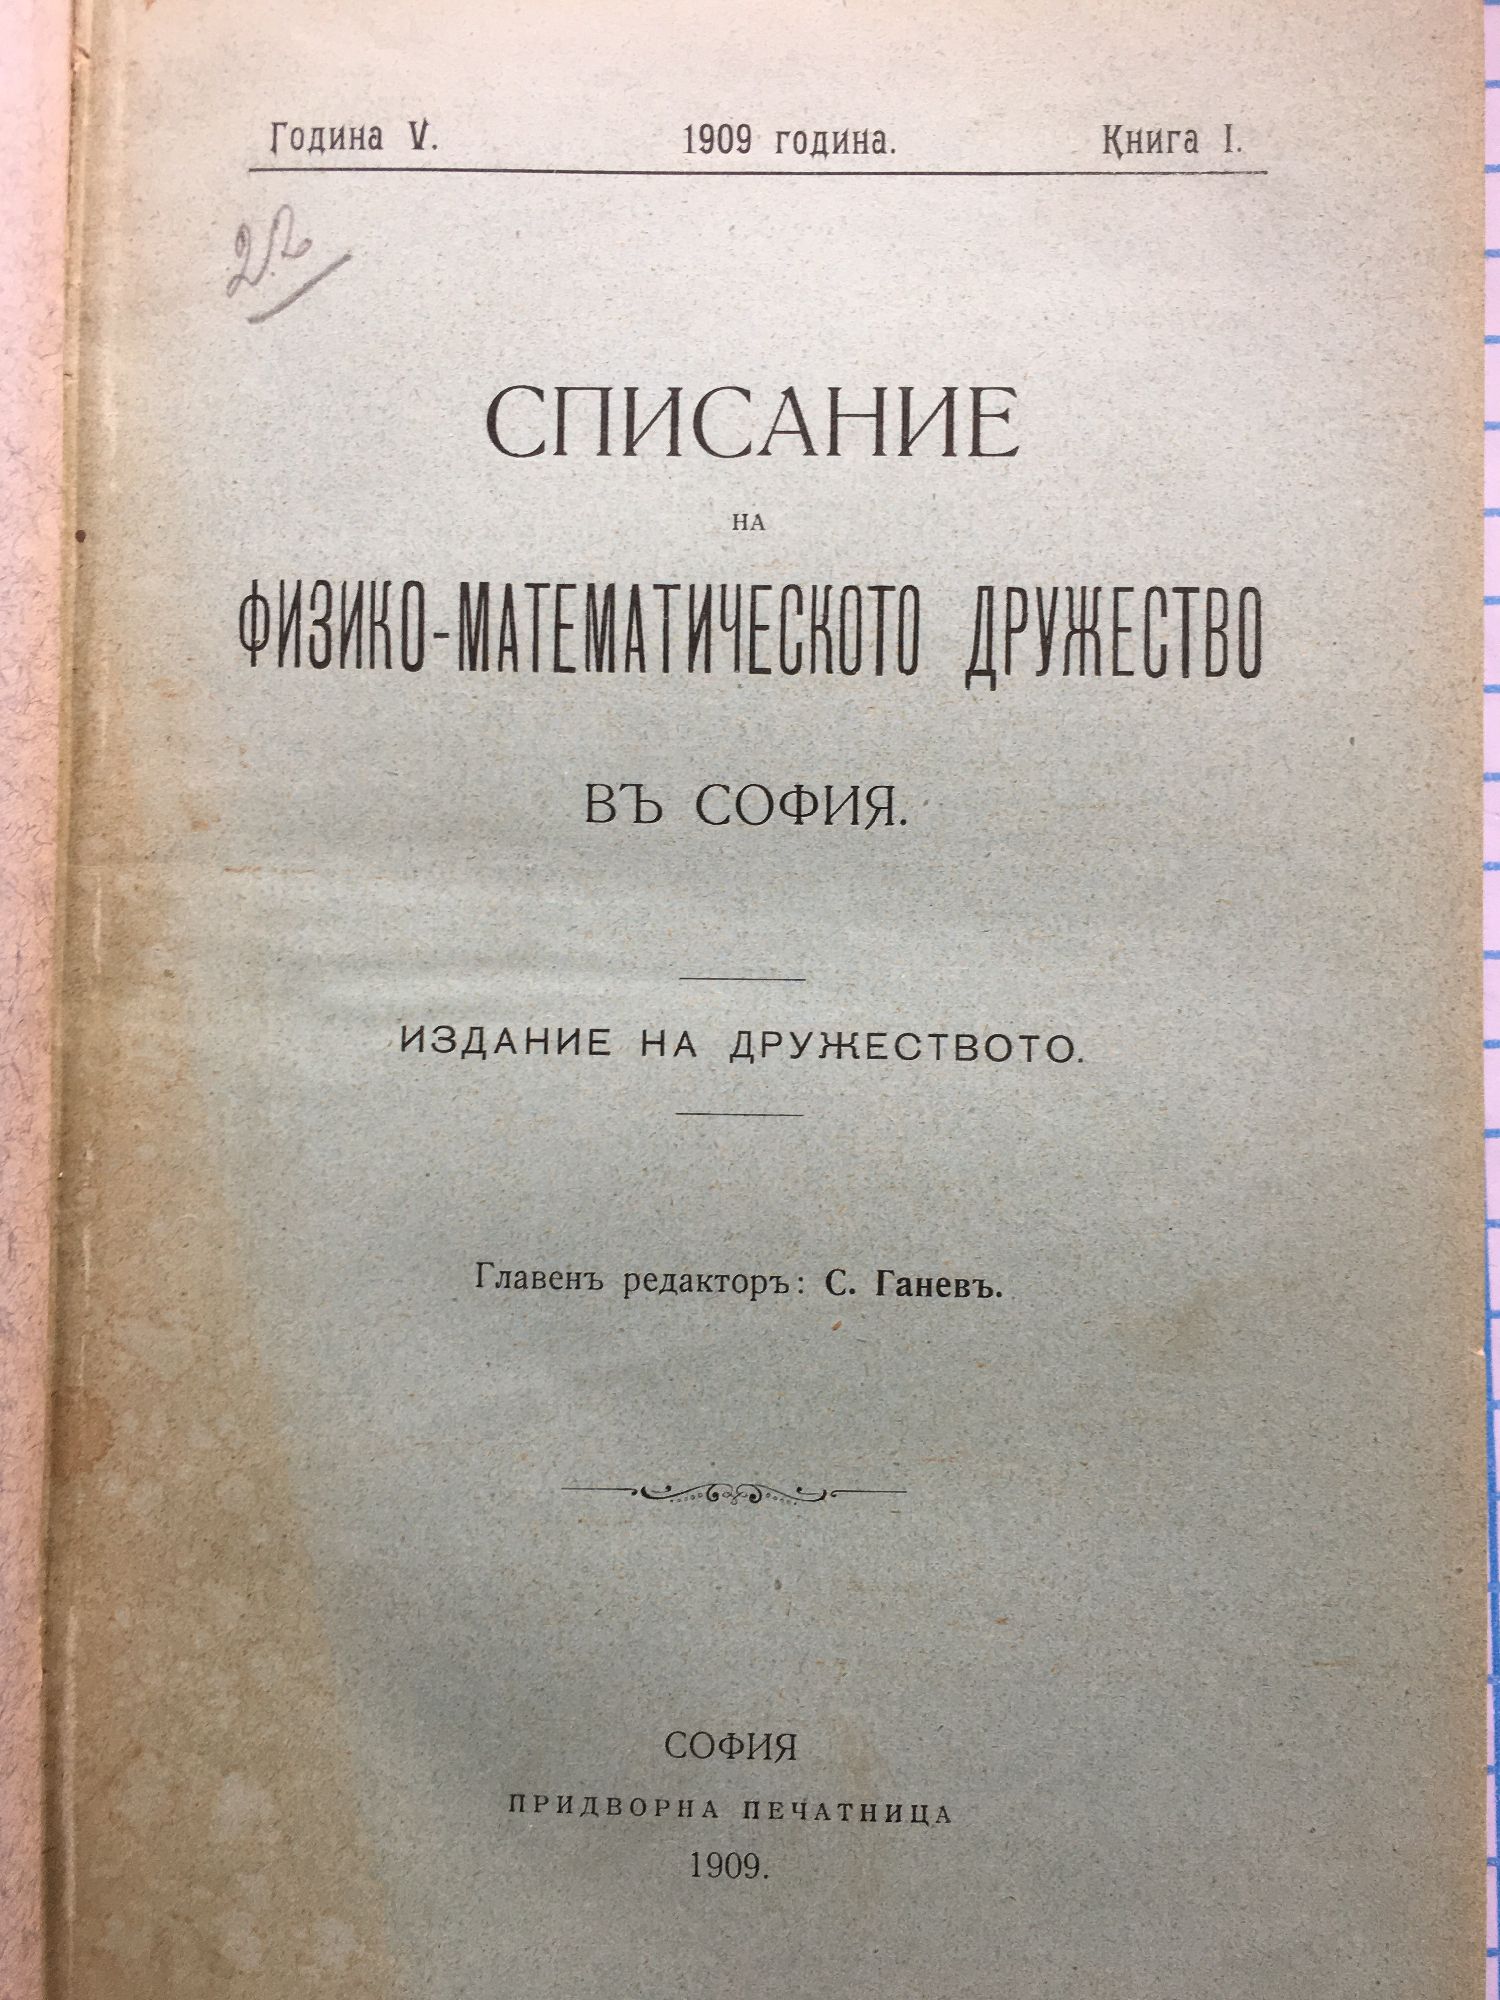 Година V. 1909 година. Книга I.
СПИСАНИЕ
НА
ФИЗИКО-МАТЕМАТИЧЕСКОТО ДРУЖЕСТВО
ВЪ СОФИЯ.
ИЗДАНИЕ НА ДРУЖЕСТВОТО.
Главенъ редакторъ: С. Ганевъ.
СОФИЯ
ПРИДВОРНА ПЕЧАТНИЦА
1909.